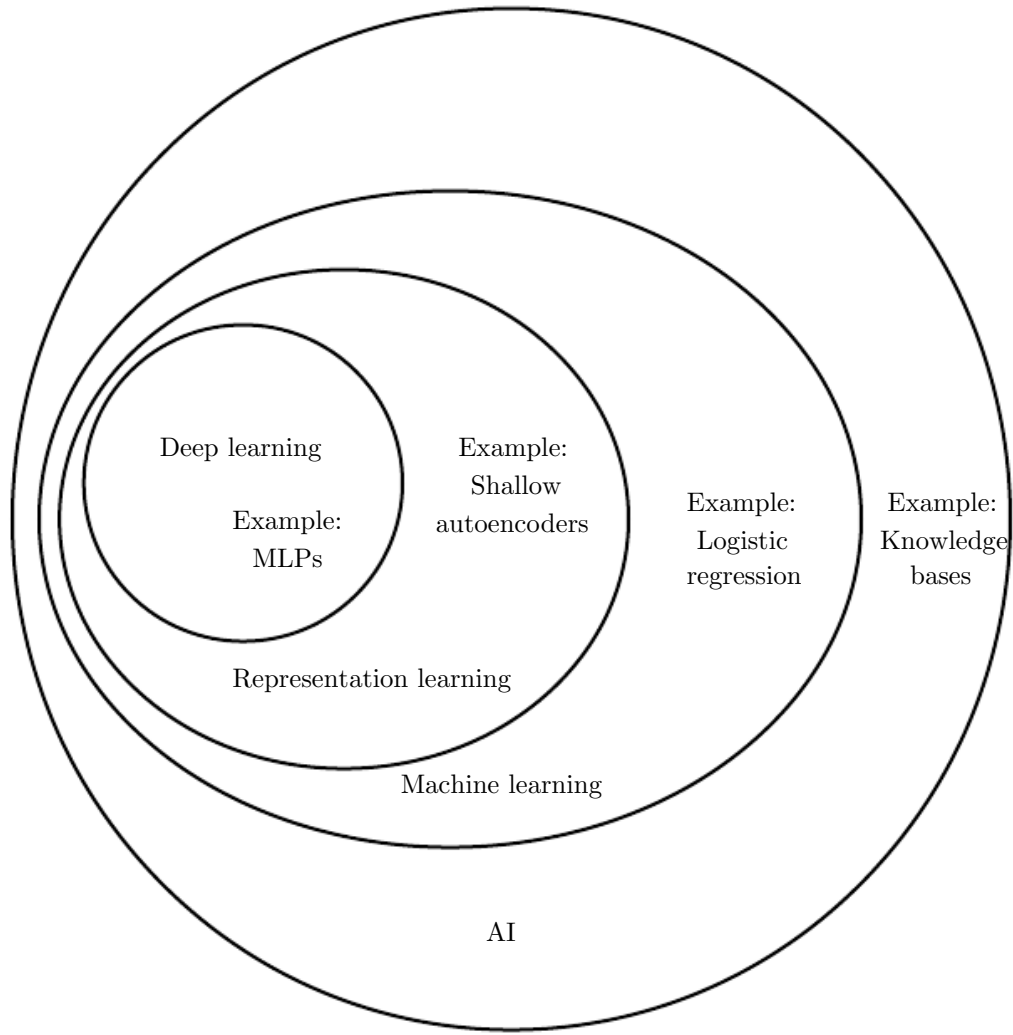 Deep learning
Example:
MLPs
Example:
Shallow
autoencoders
Example:
Logistic
regression
Example:
Knowledge
bases
Representation learning
Machine learning
AI